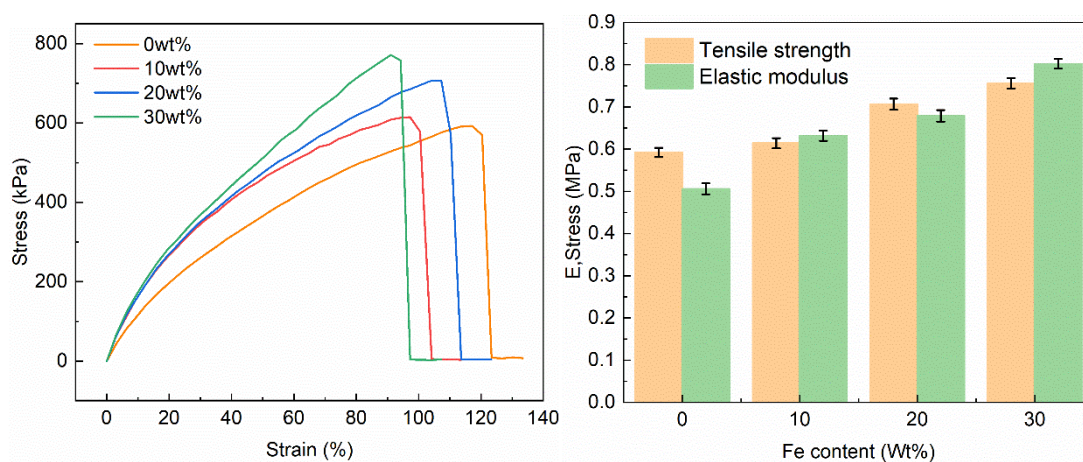 800
600
400
200
0
Stress (kPa)
0wt%
10wt%
20wt%
30wt%
0 20 40 60 80 100 120 140
Strain (%)
0.9
0.8
0.7
0.6
0.5
0.4
0.3
0.2
0.1
0.0
E,Stress (MPa)
Tensile strength
Elastic modulus
0 10 20 30
Fe content (Wt%)